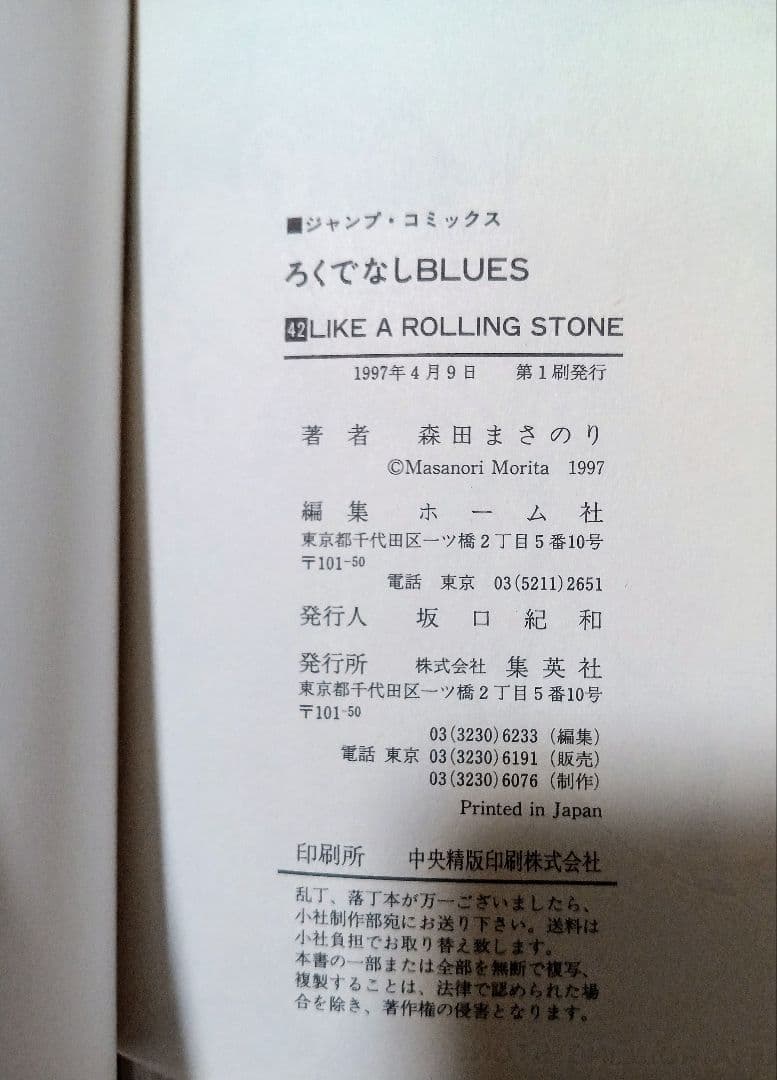 ■ジャンプ・コミックス
ろくでなしBLUES
42 LIKE A ROLLING STONE
1997年4月9日 第1刷発行
著者 森田まさのり
©Masanori Morita 1997
編集 ホーム社
東京都千代田区一ツ橋2丁目5番10号
〒101-50
電話 東京 03(5211)2651
発行人 坂口紀和
発行所 株式会社 集英社
東京都千代田区一ツ橋2丁目5番10号
〒101-50
03(3230)6233(編集)
電話 東京 03(3230)6191(販売)
03(3230)6076(制作)
Printed in Japan
印刷所 中央精版印刷株式会社
乱丁、落丁本が万一ございましたら、
小社制作部宛にお送り下さい。送料は
小社負担でお取り替え致します。
本書の一部または全部を無断で複写、
複製することは、法律で認められた場
合を除き、著作権の侵害となります。